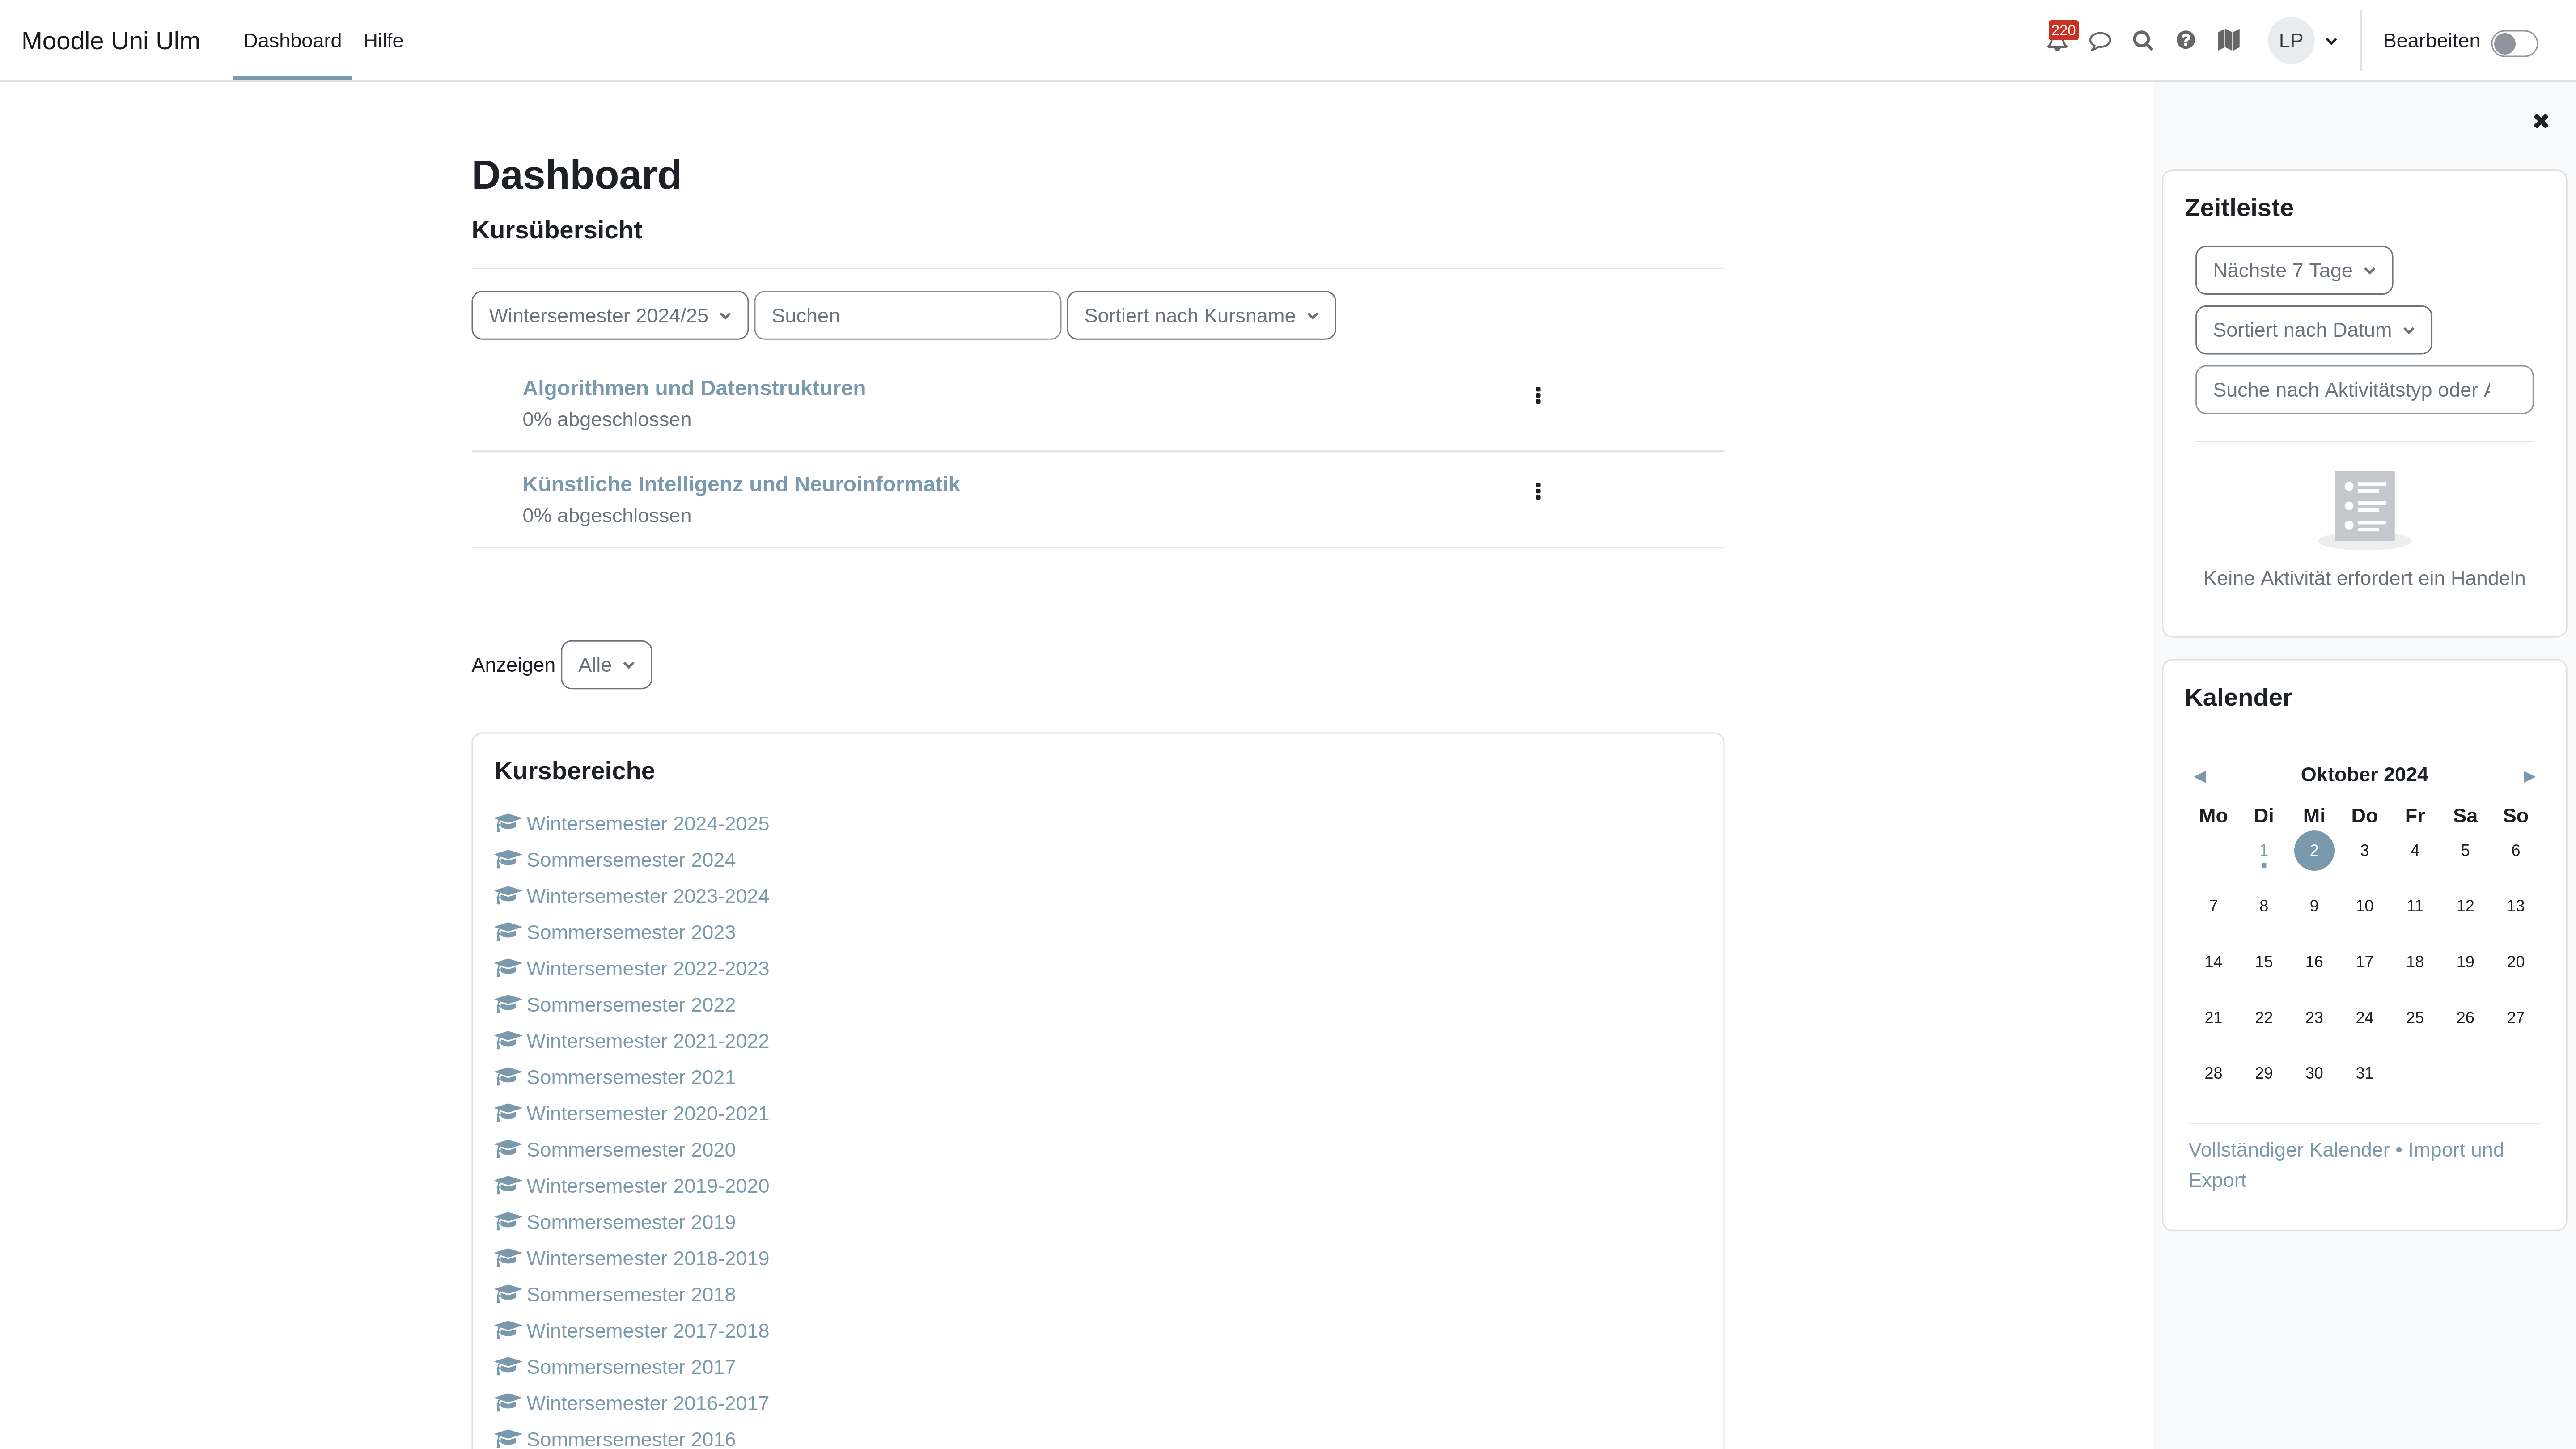 Moodle Uni Ulm
Dashboard
Hilfe
220
LP
Bearbeiten
Dashboard
Kursübersicht
Wintersemester 2024/25
Suchen
Sortiert nach Kursname
Algorithmen und Datenstrukturen
0% abgeschlossen
Künstliche Intelligenz und Neuroinformatik
0% abgeschlossen
Anzeigen Alle
Kursbereiche
Wintersemester 2024-2025
Sommersemester 2024
Wintersemester 2023-2024
Sommersemester 2023
Wintersemester 2022-2023
Sommersemester 2022
Wintersemester 2021-2022
Sommersemester 2021
Wintersemester 2020-2021
Sommersemester 2020
Wintersemester 2019-2020
Sommersemester 2019
Wintersemester 2018-2019
Sommersemester 2018
Wintersemester 2017-2018
Sommersemester 2017
Wintersemester 2016-2017
Sommersemester 2016
Zeitleiste
Nächste 7 Tage
Sortiert nach Datum
Suche nach Aktivitätstyp oder
Keine Aktivität erfordert ein Handeln
Kalender
◀ Oktober 2024 ▶
Mo Di Mi Do Fr Sa So
1 2 3 4 5 6
7 8 9 10 11 12 13
14 15 16 17 18 19 20
21 22 23 24 25 26 27
28 29 30 31
Vollständiger Kalender • Import und
Export